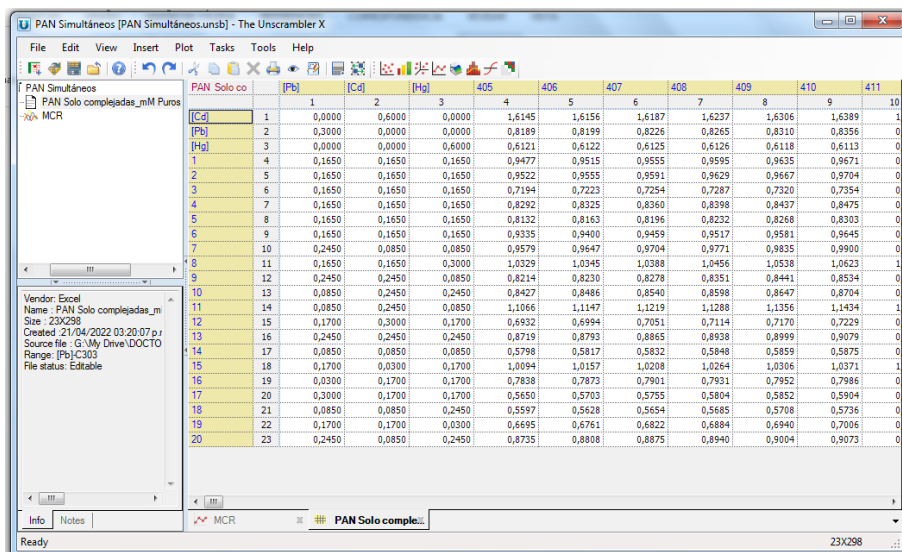 PAN Simultáneos [PAN Simultáneos.unsb] - The Unscrambler X
File Edit View Insert Plot Tasks Tools Help
PAN Simultáneos
PAN Solo complejadas_mM Puros
MCR
PAN Solo co [Pb] [Cd] [Hg] 405 406 407 408 409 410 411
1 2 3 4 5 6 7 8 9 10
[Cd] 1 0,0000 0,6000 0,0000 1,6145 1,6156 1,6187 1,6237 1,6306 1,6389 1
[Pb] 2 0,3000 0,0000 0,0000 0,8189 0,8199 0,8226 0,8265 0,8310 0,8356 0
[Hg] 3 0,0000 0,0000 0,6000 0,6121 0,6122 0,6125 0,6126 0,6118 0,6113 0
1 4 0,1650 0,1650 0,1650 0,9477 0,9515 0,9555 0,9595 0,9635 0,9671 0
2 5 0,1650 0,1650 0,1650 0,9522 0,9555 0,9591 0,9629 0,9667 0,9704 0
3 6 0,1650 0,1650 0,1650 0,7194 0,7223 0,7254 0,7287 0,7320 0,7354 0
4 7 0,1650 0,1650 0,1650 0,8292 0,8325 0,8360 0,8398 0,8437 0,8475 0
5 8 0,1650 0,1650 0,1650 0,8132 0,8163 0,8196 0,8232 0,8268 0,8303 0
6 9 0,1650 0,1650 0,1650 0,9335 0,9400 0,9459 0,9517 0,9581 0,9645 0
7 10 0,2450 0,0850 0,0850 0,9579 0,9647 0,9704 0,9771 0,9835 0,9900 0
8 11 0,1650 0,1650 0,3000 1,0329 1,0345 1,0388 1,0456 1,0538 1,0623 1
9 12 0,2450 0,2450 0,0850 0,8214 0,8230 0,8278 0,8351 0,8441 0,8534 0
10 13 0,0850 0,2450 0,2450 0,8427 0,8486 0,8540 0,8598 0,8647 0,8704 0
11 14 0,0850 0,2450 0,0850 1,1066 1,1147 1,1219 1,1288 1,1356 1,1434 1
12 15 0,1700 0,3000 0,1700 0,6932 0,6994 0,7051 0,7114 0,7170 0,7229 0
13 16 0,2450 0,2450 0,2450 0,8719 0,8793 0,8865 0,8938 0,8999 0,9079 0
14 17 0,0850 0,0850 0,0850 0,5798 0,5817 0,5832 0,5848 0,5859 0,5875 0
15 18 0,1700 0,0300 0,1700 1,0094 1,0157 1,0208 1,0264 1,0306 1,0371 1
16 19 0,0300 0,1700 0,1700 0,7838 0,7873 0,7901 0,7931 0,7952 0,7986 0
17 20 0,3000 0,1700 0,1700 0,5650 0,5703 0,5755 0,5804 0,5852 0,5904 0
18 21 0,0850 0,0850 0,2450 0,5597 0,5628 0,5654 0,5685 0,5708 0,5736 0
19 22 0,1700 0,1700 0,0300 0,6695 0,6761 0,6822 0,6884 0,6940 0,7006 0
20 23 0,2450 0,0850 0,2450 0,8735 0,8808 0,8875 0,8940 0,9004 0,9073 0
Vendor: Excel
Name : PAN Solo complejadas_m
Size : 23X298
Created :21/04/2022 03:20:07 p.r
Source file : G:\My Drive\DOCTO
Range: [Pb]-C303
File status: Editable
Info Notes
MCR PAN Solo comple..
Ready 23X298